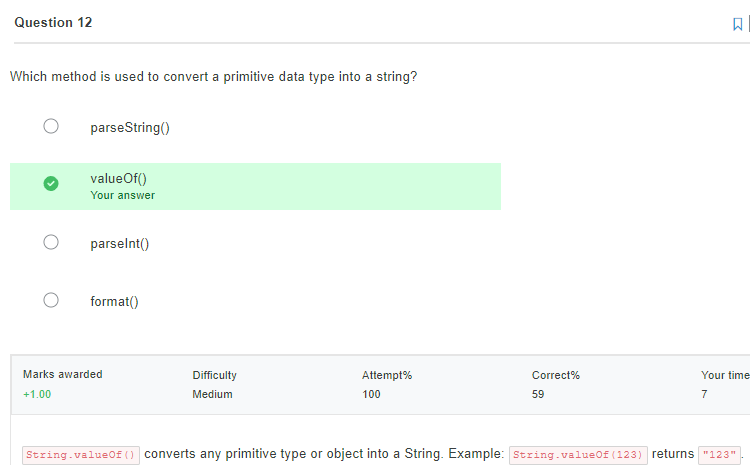 Question 12
Which method is used to convert a primitive data type into a string?
parseString()
valueOf()
Your answer
parseInt()
format()
Marks awarded Difficulty Attempt% Correct% Your time
+1.00 Medium 100 59 7
String.valueOf() converts any primitive type or object into a String. Example: String.valueOf(123) returns "123".